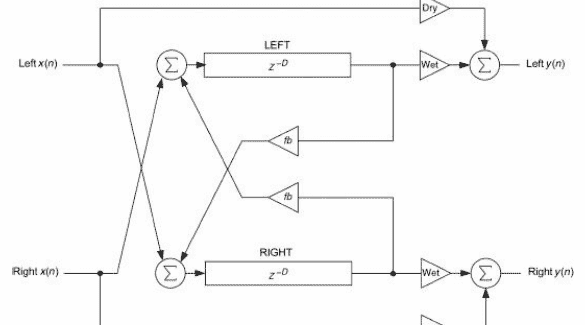 Dry
LEFT
Left x(n) Σ z⁻ᴰ Wet Σ Left y(n)
fb
fb
RIGHT
Right x(n) Σ z⁻ᴰ Wet Σ Right y(n)